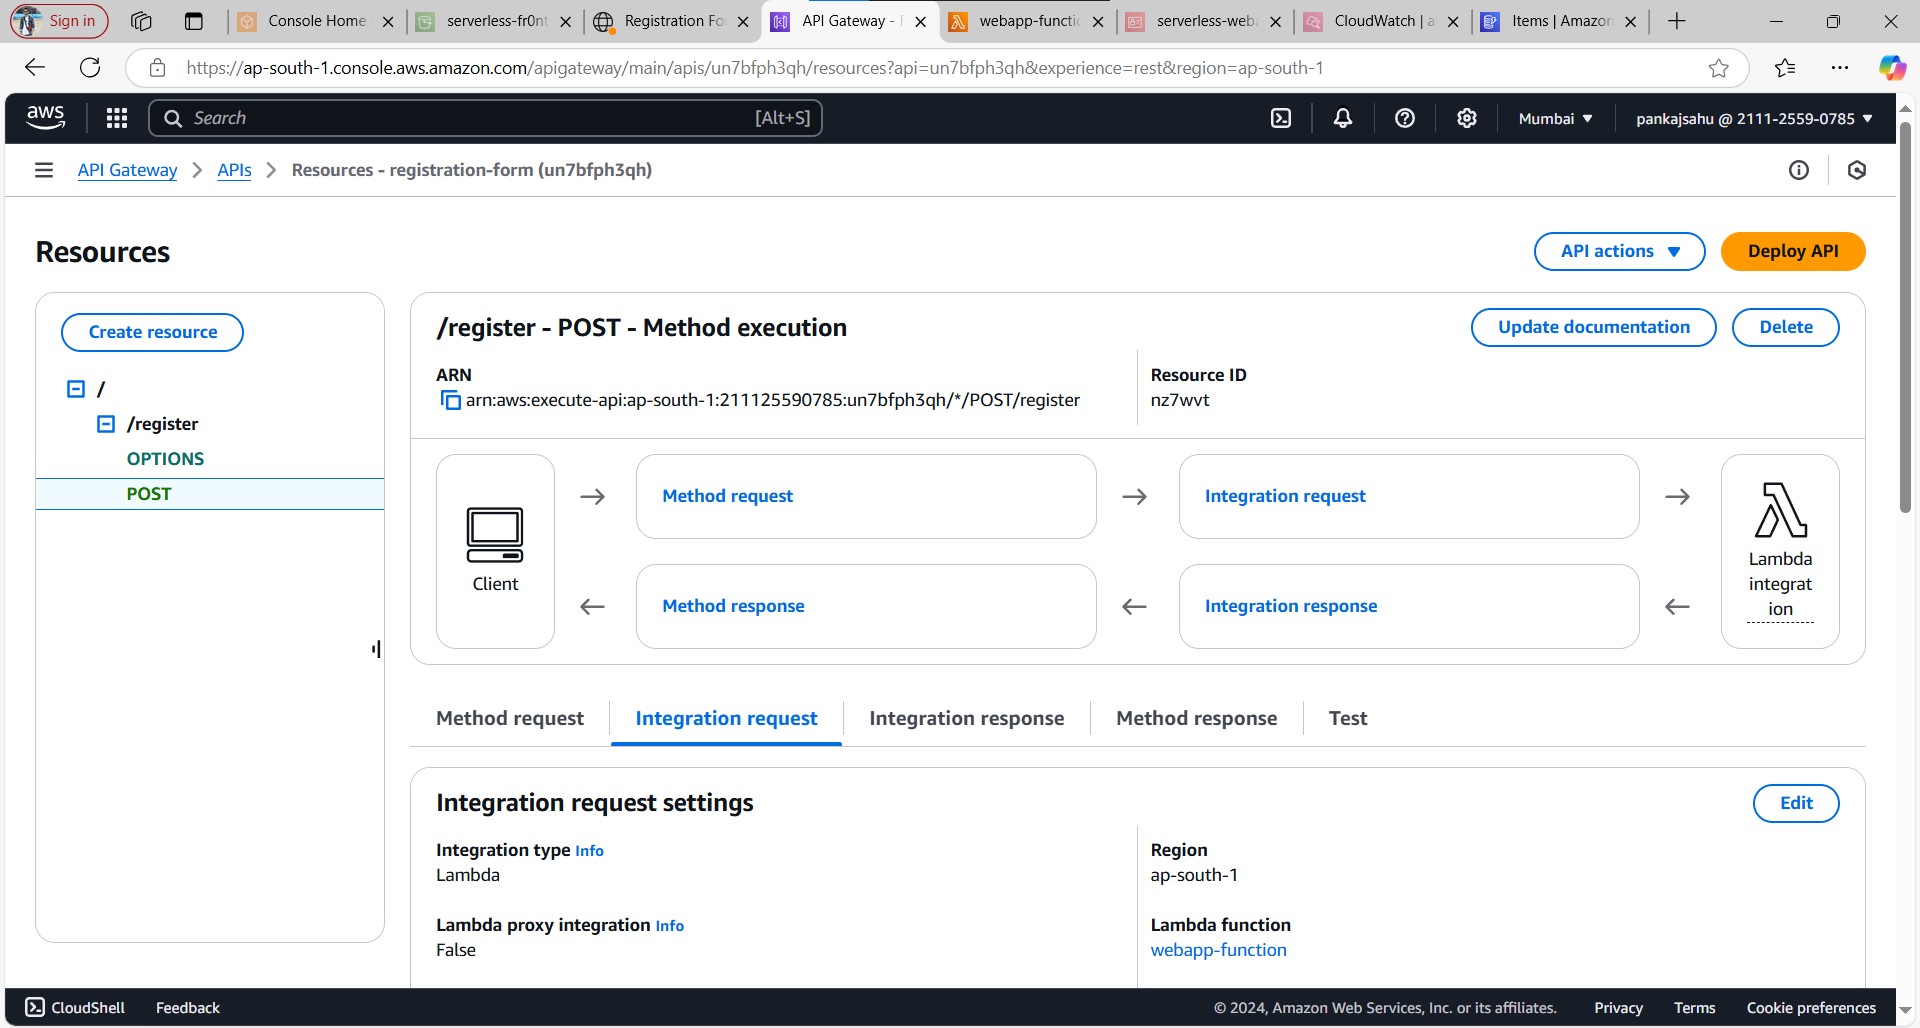 Sign in
Console Home
serverless-fr0nt
Registration Fo
API Gateway -
webapp-functio
serverless-web
CloudWatch | a
Items | Amazon
https://ap-south-1.console.aws.amazon.com/apigateway/main/apis/un7bfph3qh/resources?api=un7bfph3qh&experience=rest&region=ap-south-1
aws
Search
[Alt+S]
Mumbai
pankajsahu @ 2111-2559-0785
API Gateway
APIs
Resources - registration-form (un7bfph3qh)
Resources
API actions
Deploy API
Create resource
/
/register
OPTIONS
POST
/register - POST - Method execution
Update documentation
Delete
ARN
arn:aws:execute-api:ap-south-1:211125590785:un7bfph3qh/*/POST/register
Resource ID
nz7wvt
Client
Method request
Integration request
Method response
Integration response
Lambda
integrat
ion
Method request
Integration request
Integration response
Method response
Test
Integration request settings
Edit
Integration type Info
Lambda
Region
ap-south-1
Lambda proxy integration Info
False
Lambda function
webapp-function
CloudShell
Feedback
© 2024, Amazon Web Services, Inc. or its affiliates.
Privacy
Terms
Cookie preferences